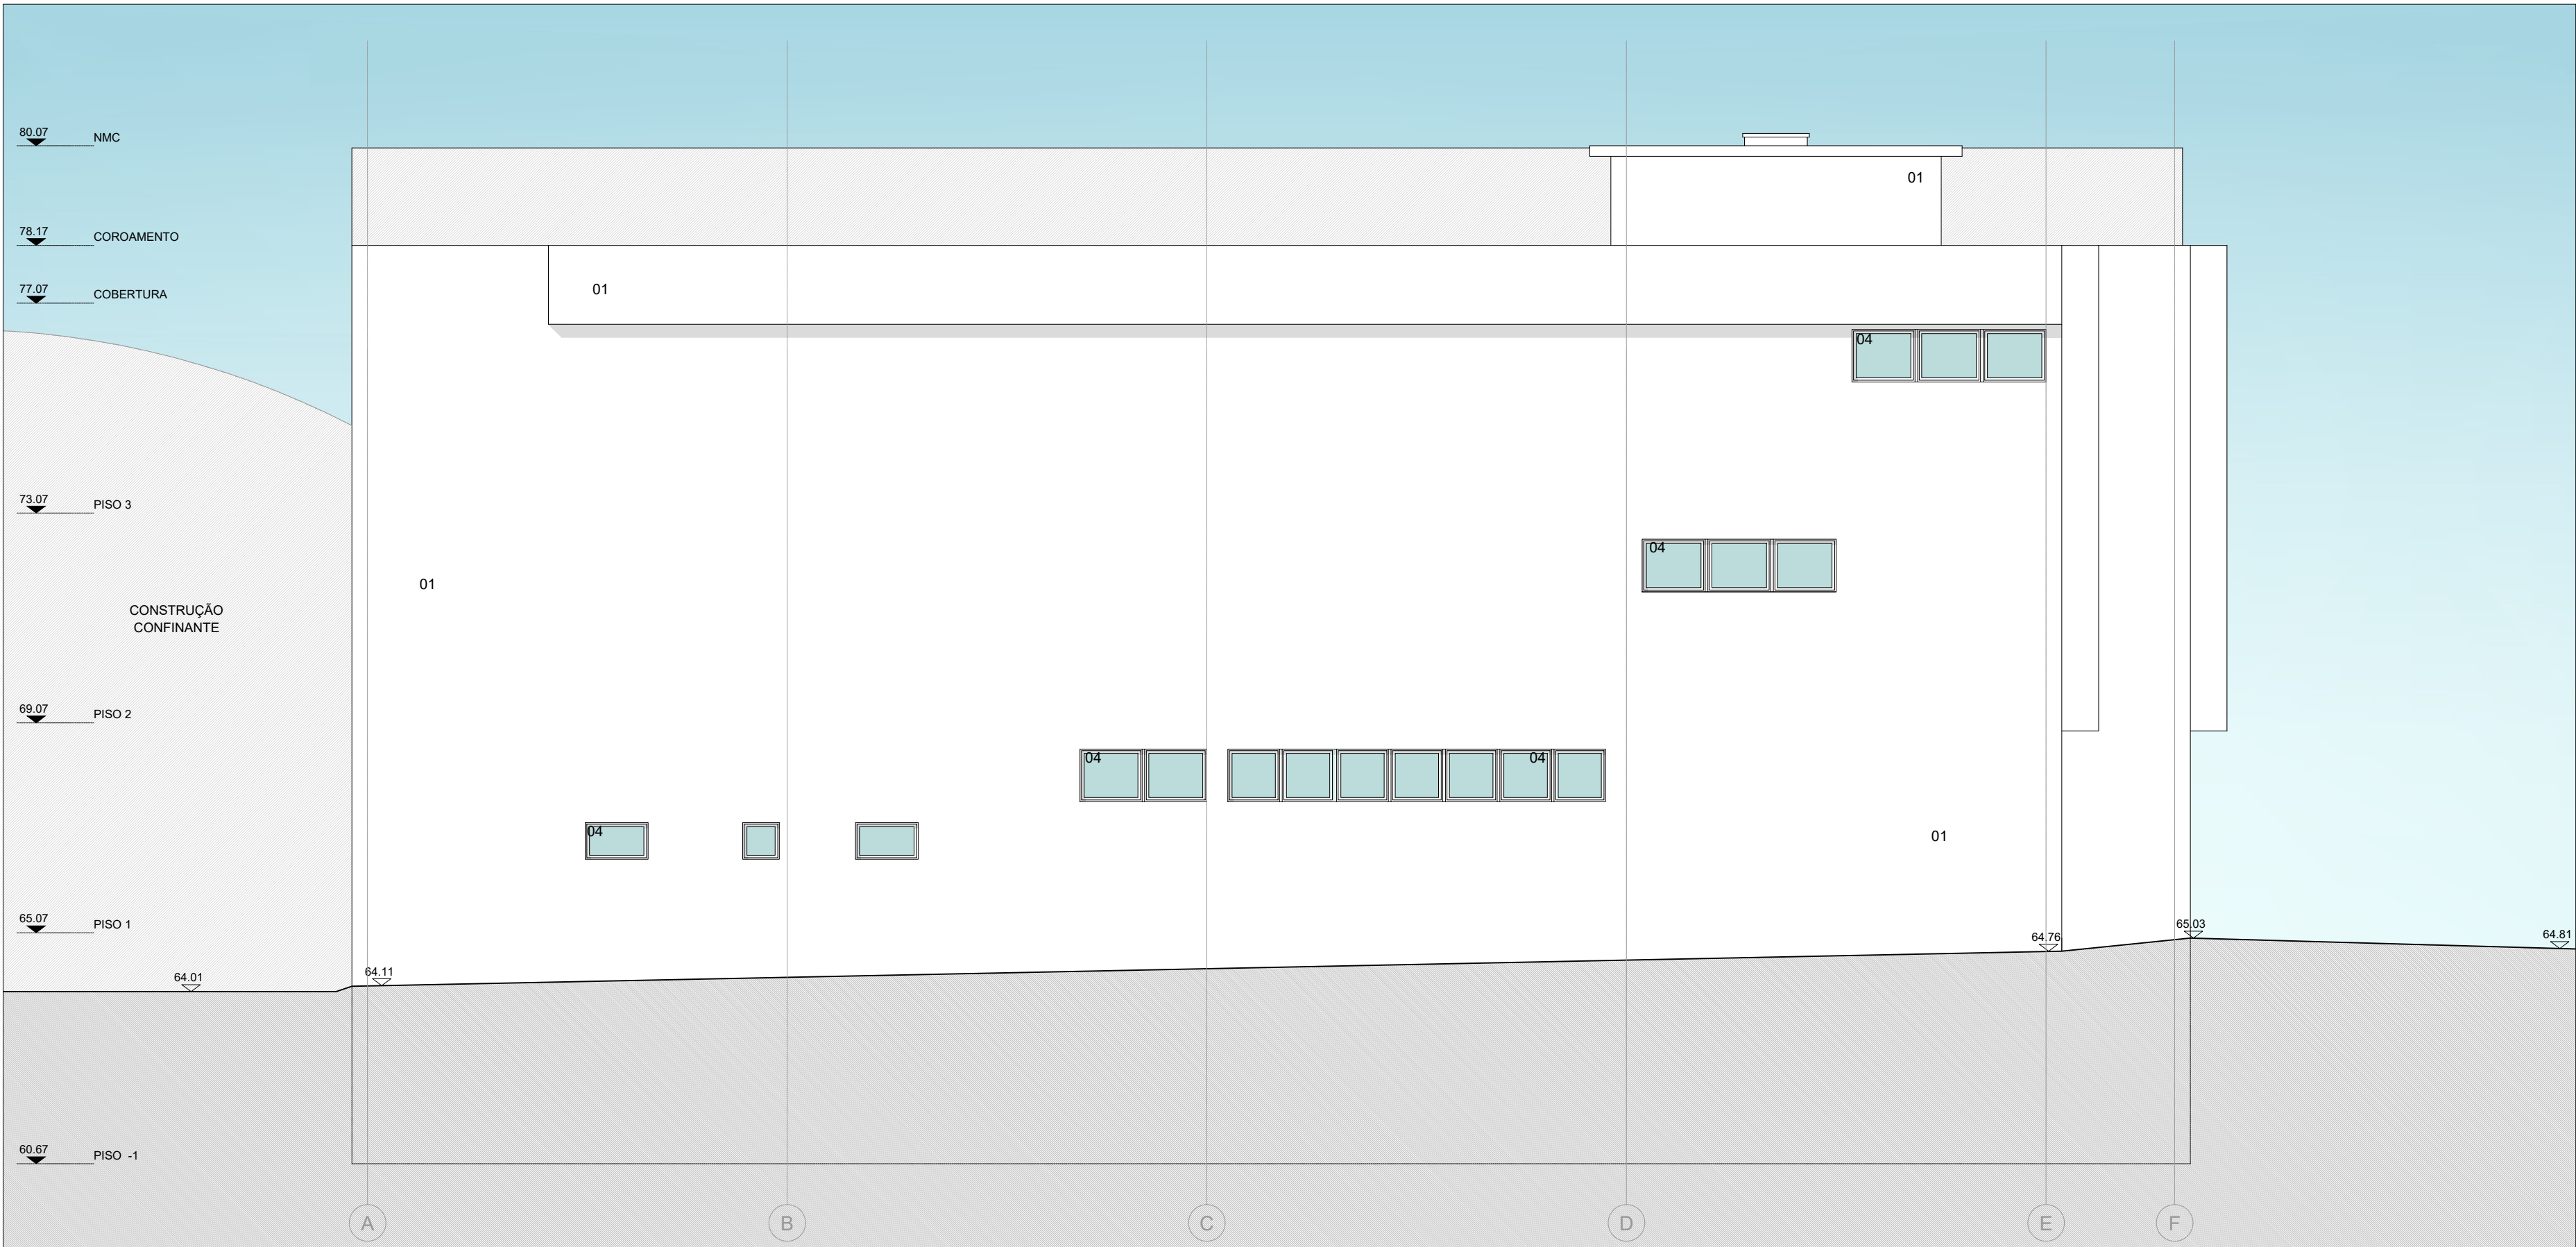 80.07 NMC
01
78.17 COROAMENTO
77.07 COBERTURA
01
04
73.07 PISO 3
04
01
CONSTRUÇÃO
CONFINANTE
69.07 PISO 2
04 04
04
01
65.07 PISO 1
64.76 65.03 64.81
64.01 64.11
60.67 PISO -1
A B C D E F